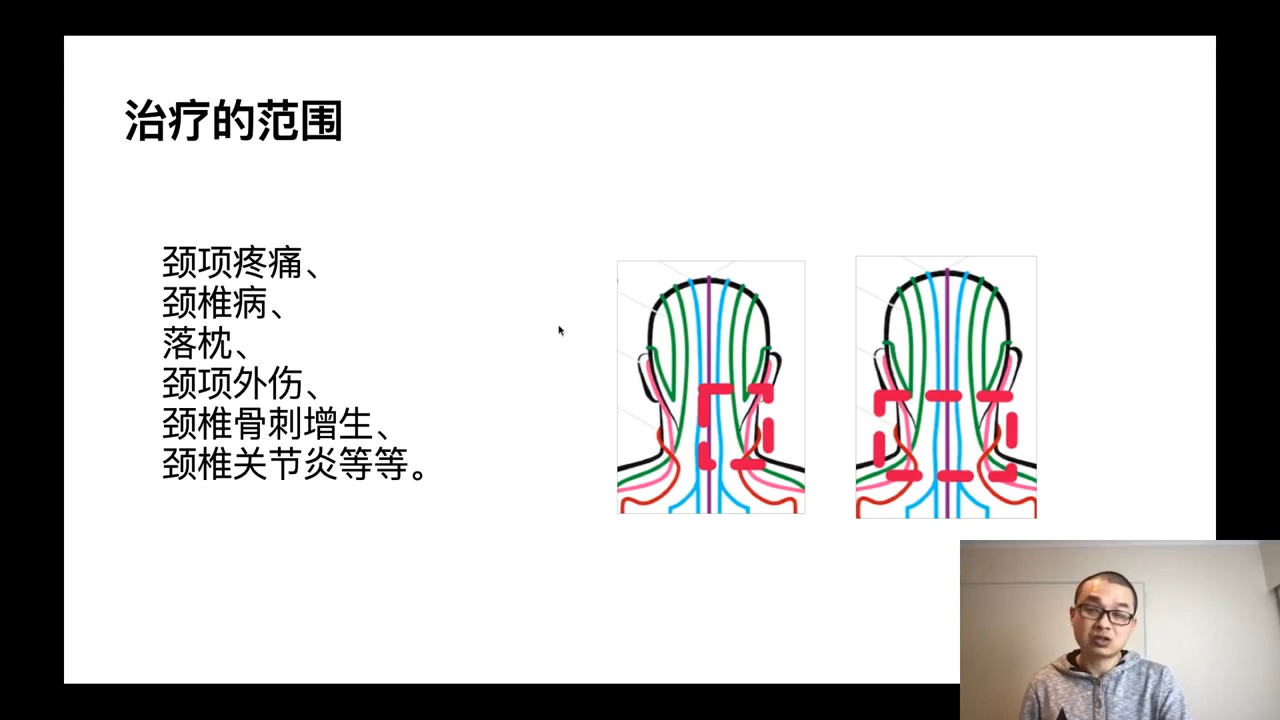 治疗的范围
颈项疼痛、
颈椎病、
落枕、
颈项外伤、
颈椎骨刺增生、
颈椎关节炎等等。